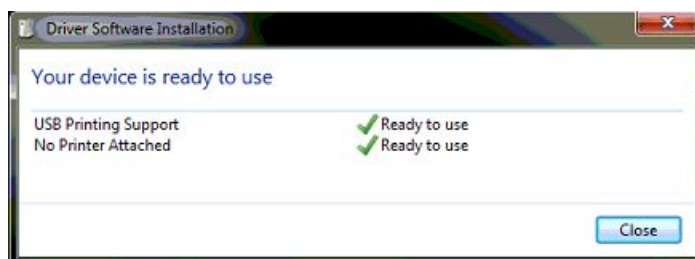 Driver Software Installation
Your device is ready to use
USB Printing Support Ready to use
No Printer Attached Ready to use
Close